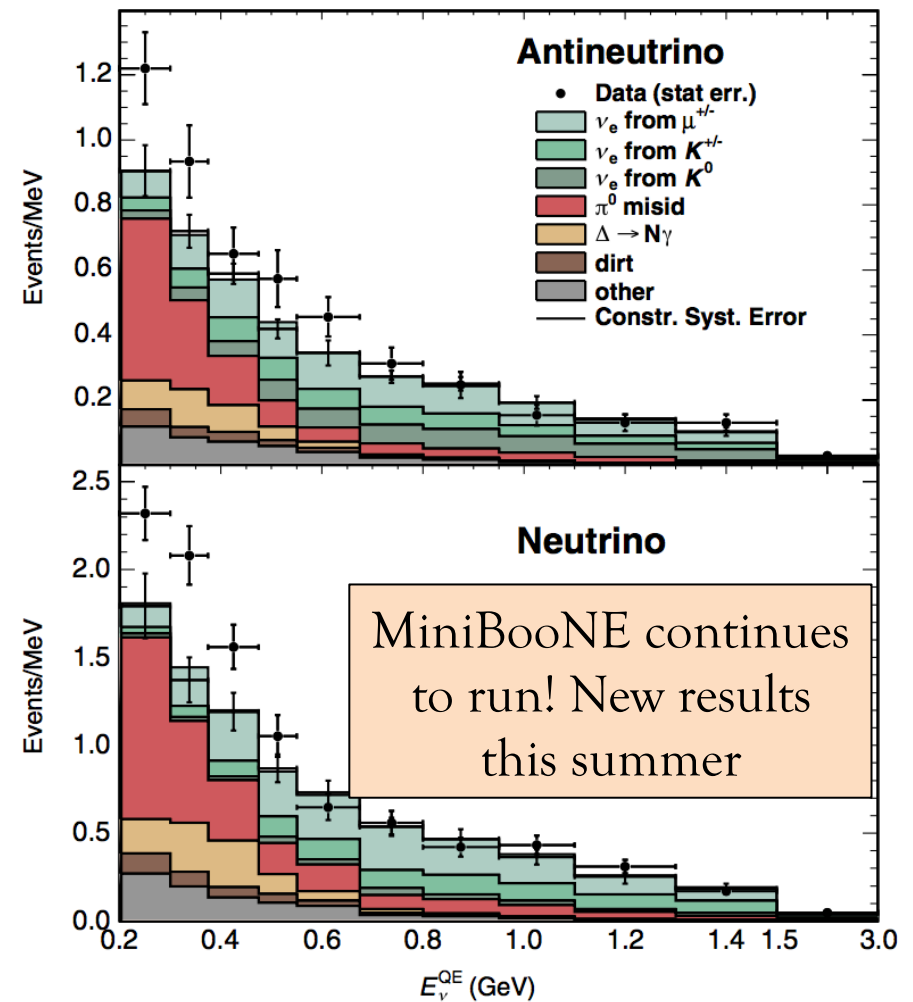 Antineutrino
Data (stat err.)
νe from μ+/-
νe from K+/-
νe from K0
π0 misid
Δ → Nγ
dirt
other
Constr. Syst. Error
Events/MeV
1.2
1.0
0.8
0.6
0.4
0.2
Neutrino
MiniBooNE continues
to run! New results
this summer
Events/MeV
2.5
2.0
1.5
1.0
0.5
0.0
0.2 0.4 0.6 0.8 1.0 1.2 1.4 1.5 3.0
EνQE (GeV)